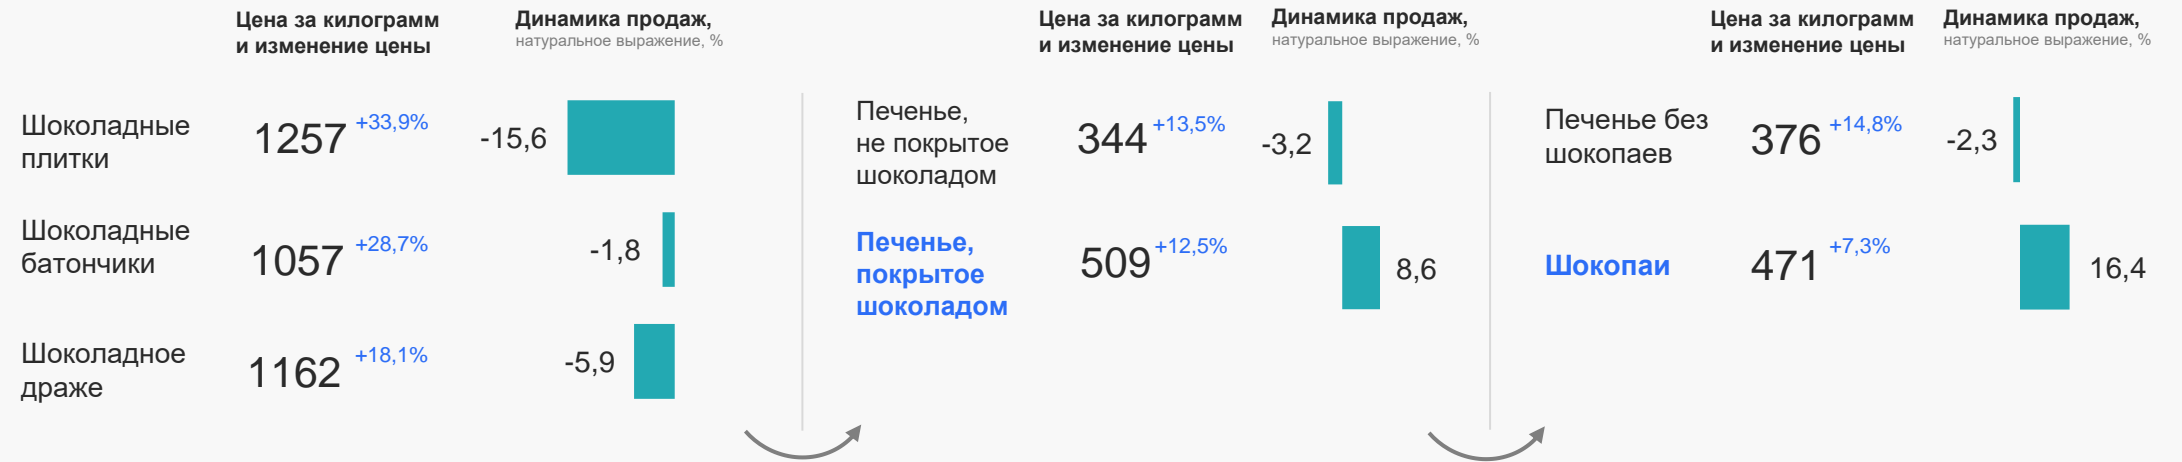 Цена за килограмм
и изменение цены
Динамика продаж,
натуральное выражение, %
Шоколадные
плитки
1257 +33,9%
-15,6
Шоколадные
батончики
1057 +28,7%
-1,8
Шоколадное
драже
1162 +18,1%
-5,9
Цена за килограмм
и изменение цены
Динамика продаж,
натуральное выражение, %
Печенье,
не покрытое
шоколадом
344 +13,5%
-3,2
Печенье,
покрытое
шоколадом
509 +12,5%
8,6
Цена за килограмм
и изменение цены
Динамика продаж,
натуральное выражение, %
Печенье без
шокопаев
376 +14,8%
-2,3
Шокопаи
471 +7,3%
16,4